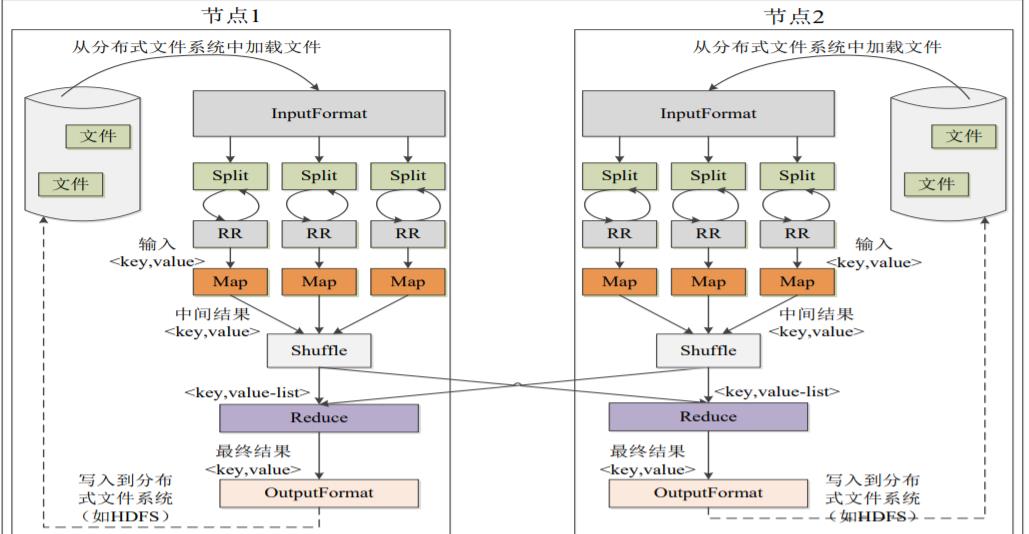 节点1
节点2
从分布式文件系统中加载文件
从分布式文件系统中加载文件
InputFormat
InputFormat
文件
文件
文件
文件
Split
Split
Split
Split
Split
Split
RR
RR
RR
RR
RR
RR
输入
<key,value>
输入
<key,value>
Map
Map
Map
Map
Map
Map
中间结果
<key,value>
中间结果
<key,value>
Shuffle
Shuffle
<key,value-list>
<key,value-list>
Reduce
Reduce
最终结果
<key,value>
最终结果
<key,value>
OutputFormat
OutputFormat
写入到分布
式文件系统
（如HDFS）
写入到分布
式文件系统
（如HDFS）